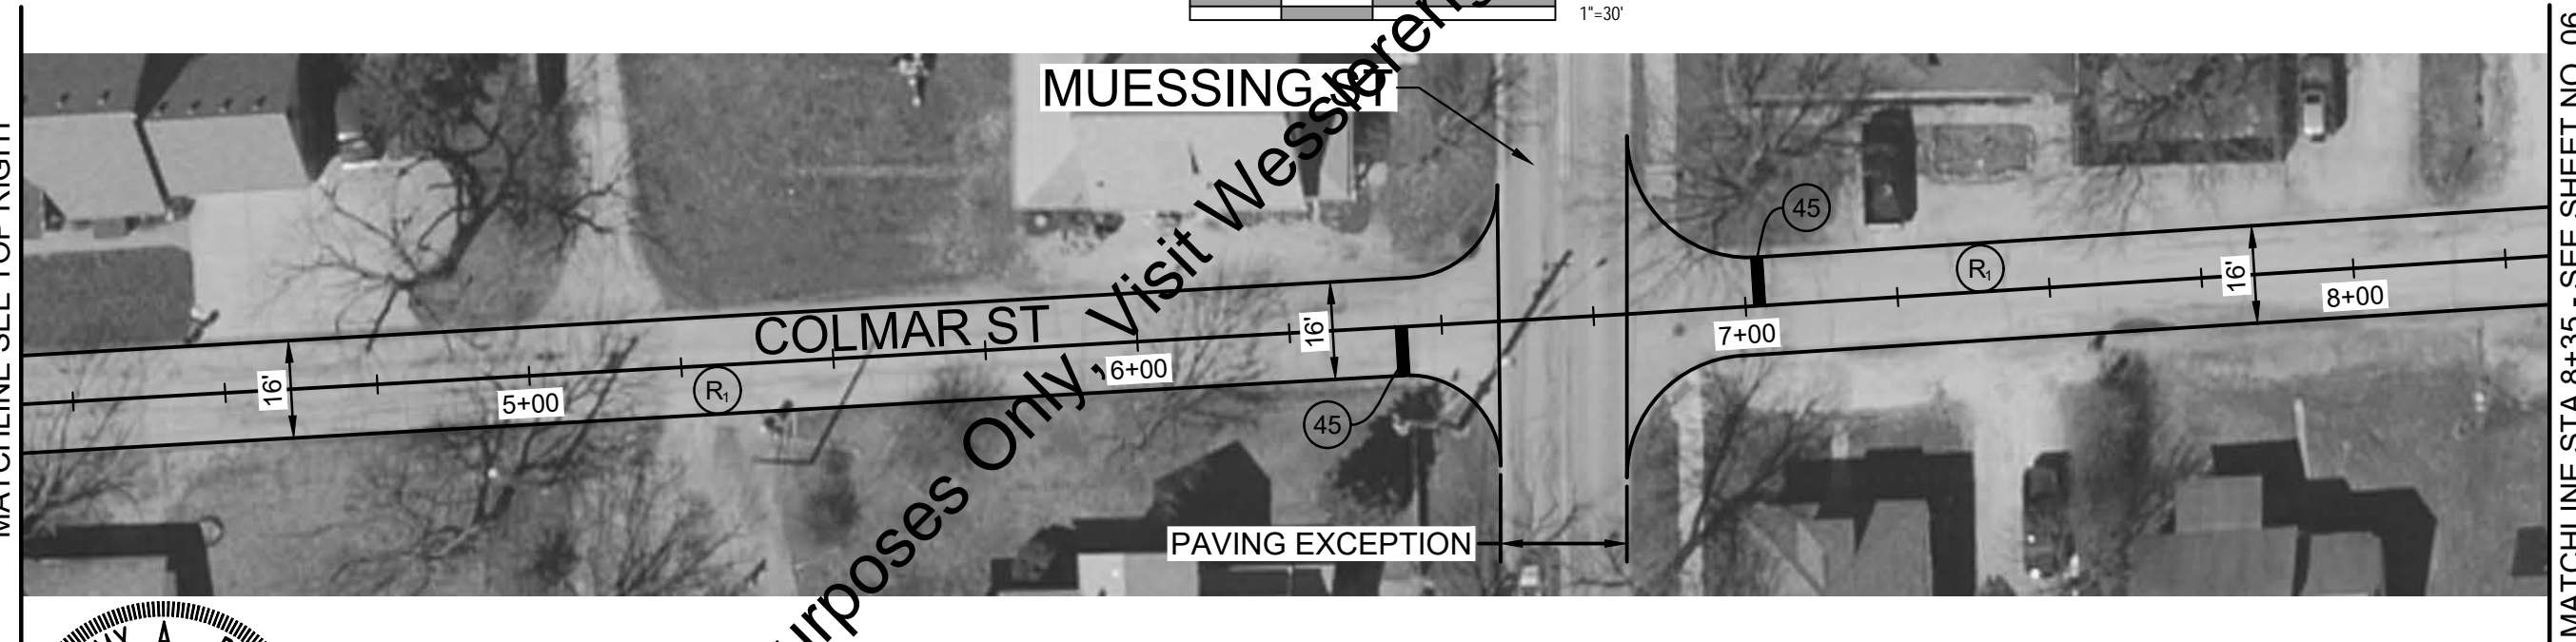 1"=30'
MUESSING ST
45
R1
16'
8+00
7+00
COLMAR ST
16'
6+00
16'
5+00
R1
45
PAVING EXCEPTION
urposes Only, Visit Wessler
MATCHLINE SEE TOP RIGHT
MATCHLINE STA 8+35 - SEE SHEET NO. 06